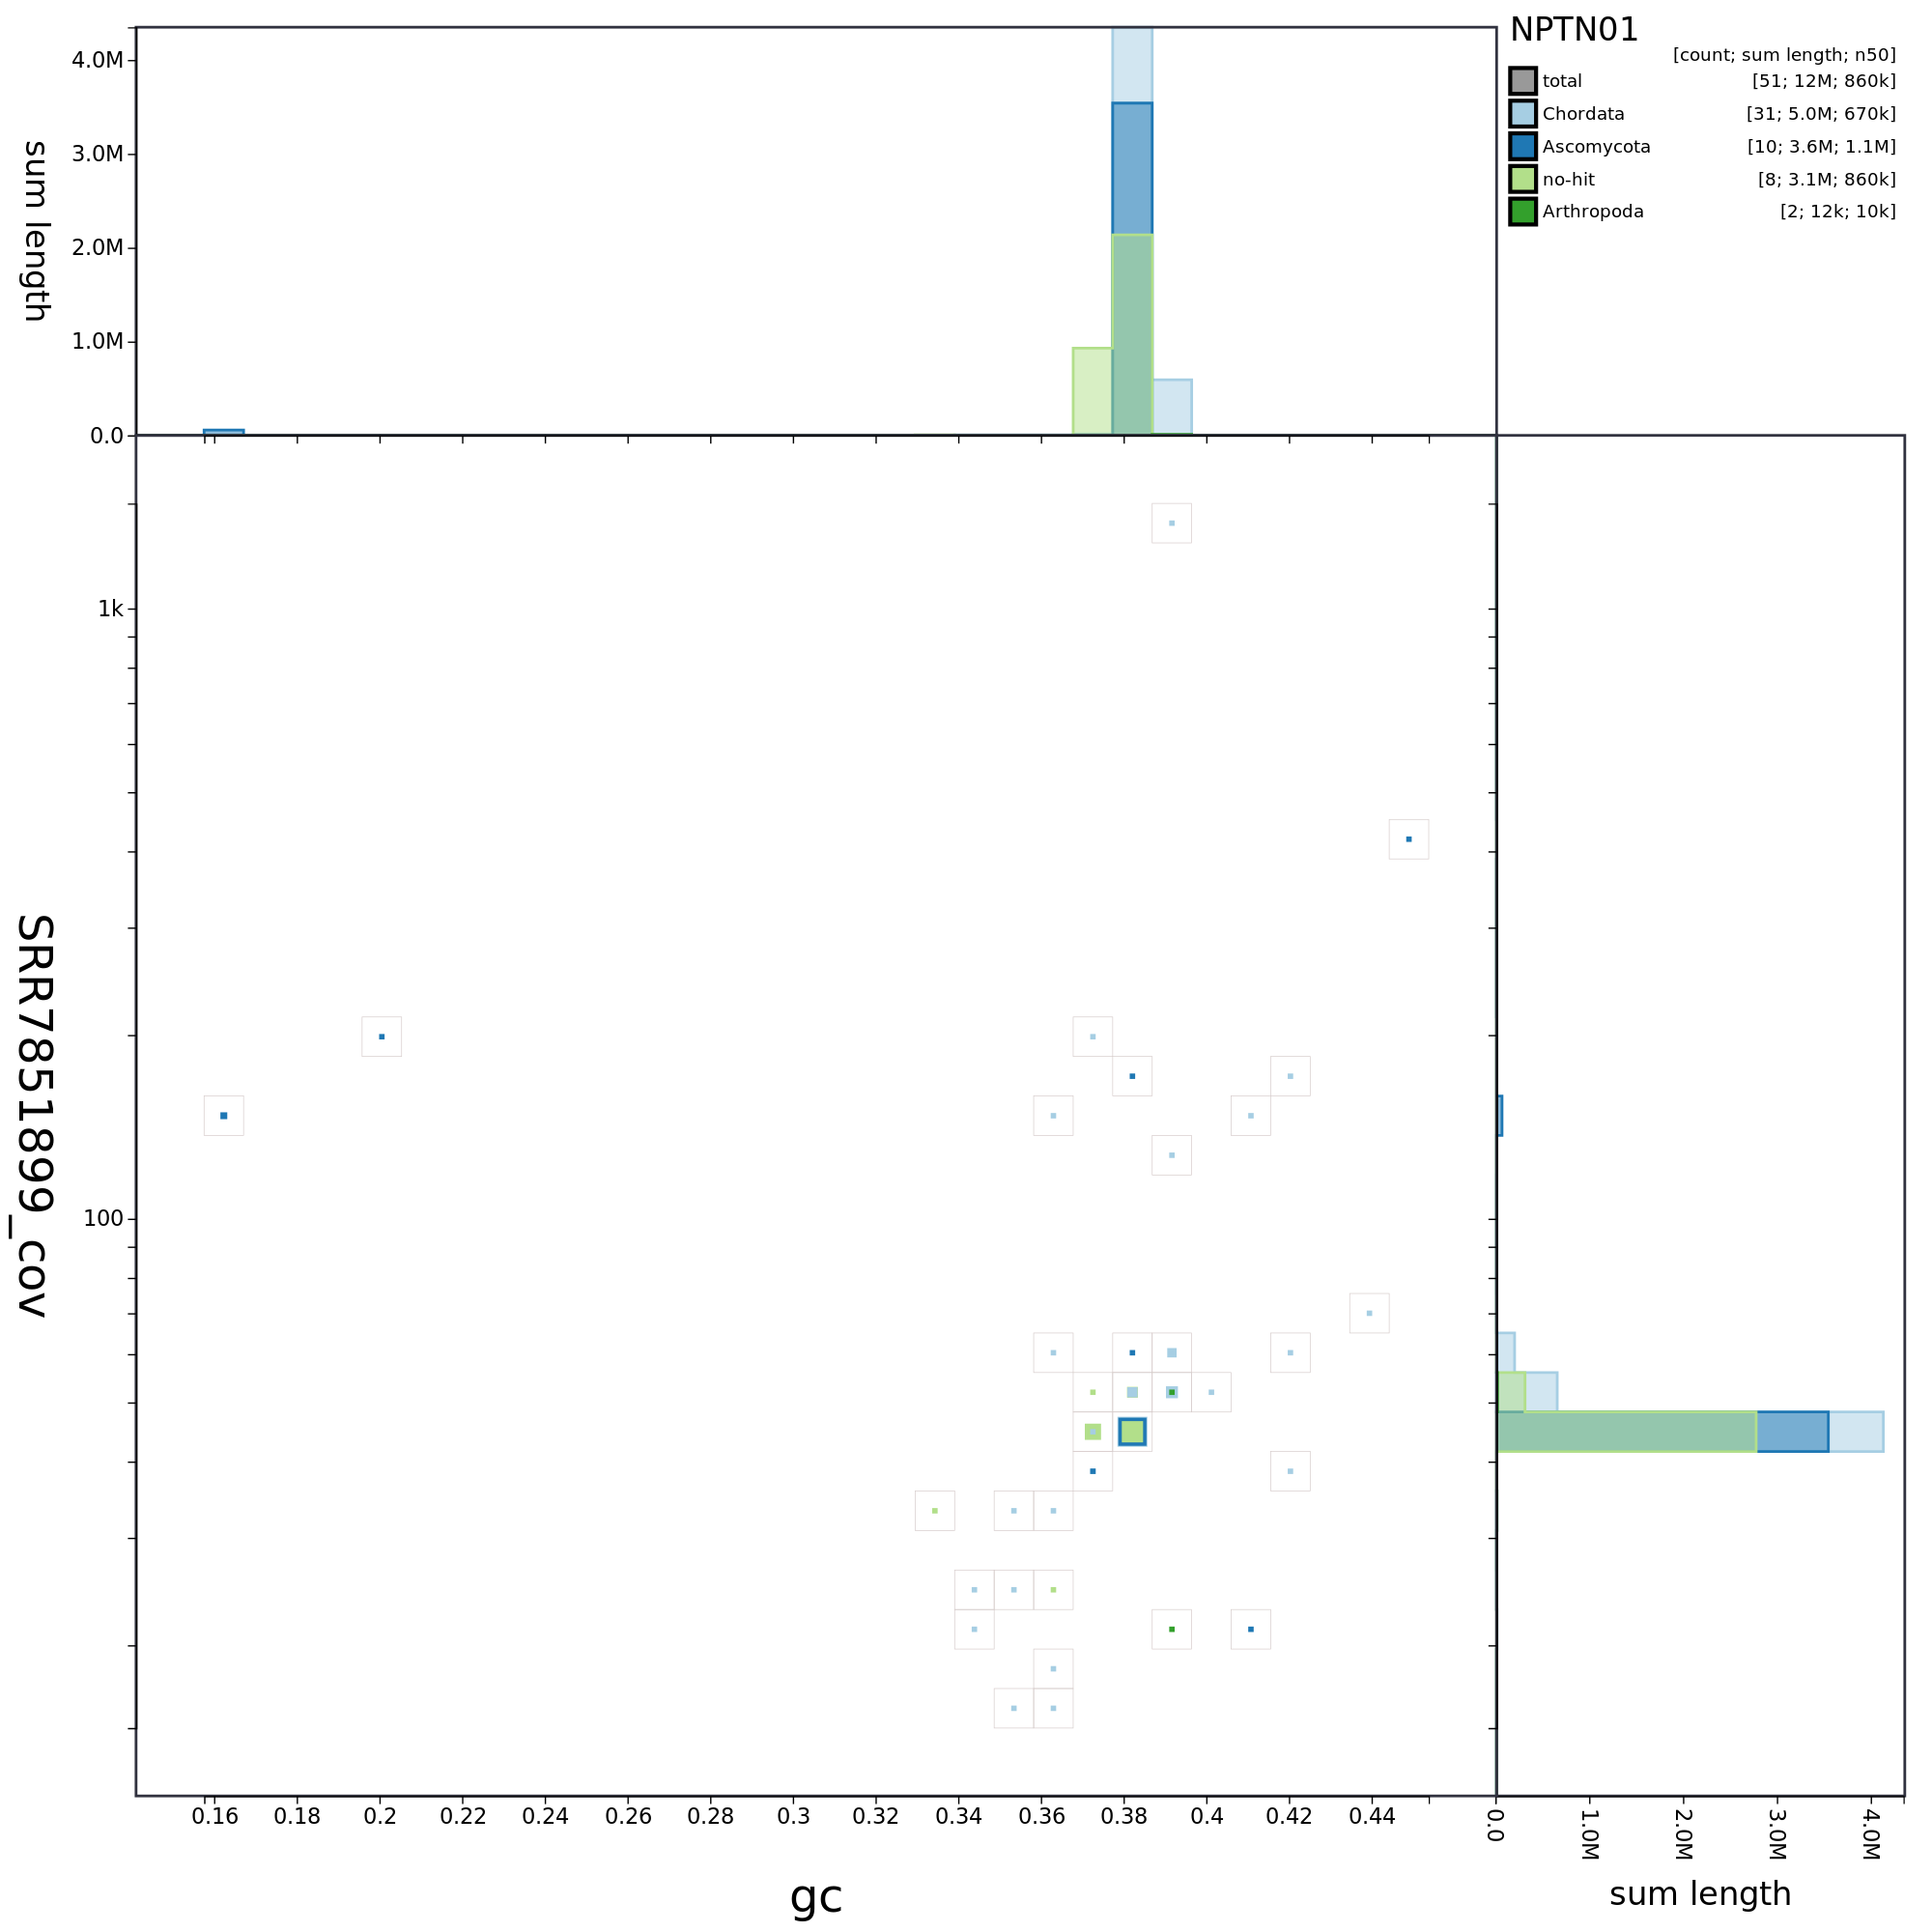 NPTN01
[count; sum length; n50]
total [51; 12M; 860k]
Chordata [31; 5.0M; 670k]
Ascomycota [10; 3.6M; 1.1M]
no-hit [8; 3.1M; 860k]
Arthropoda [2; 12k; 10k]
sum length
4.0M
3.0M
2.0M
1.0M
0.0
SRR7851899_cov
1k
100
0.16 0.18 0.2 0.22 0.24 0.26 0.28 0.3 0.32 0.34 0.36 0.38 0.4 0.42 0.44
gc
0.0 1.0M 2.0M 3.0M 4.0M
sum length